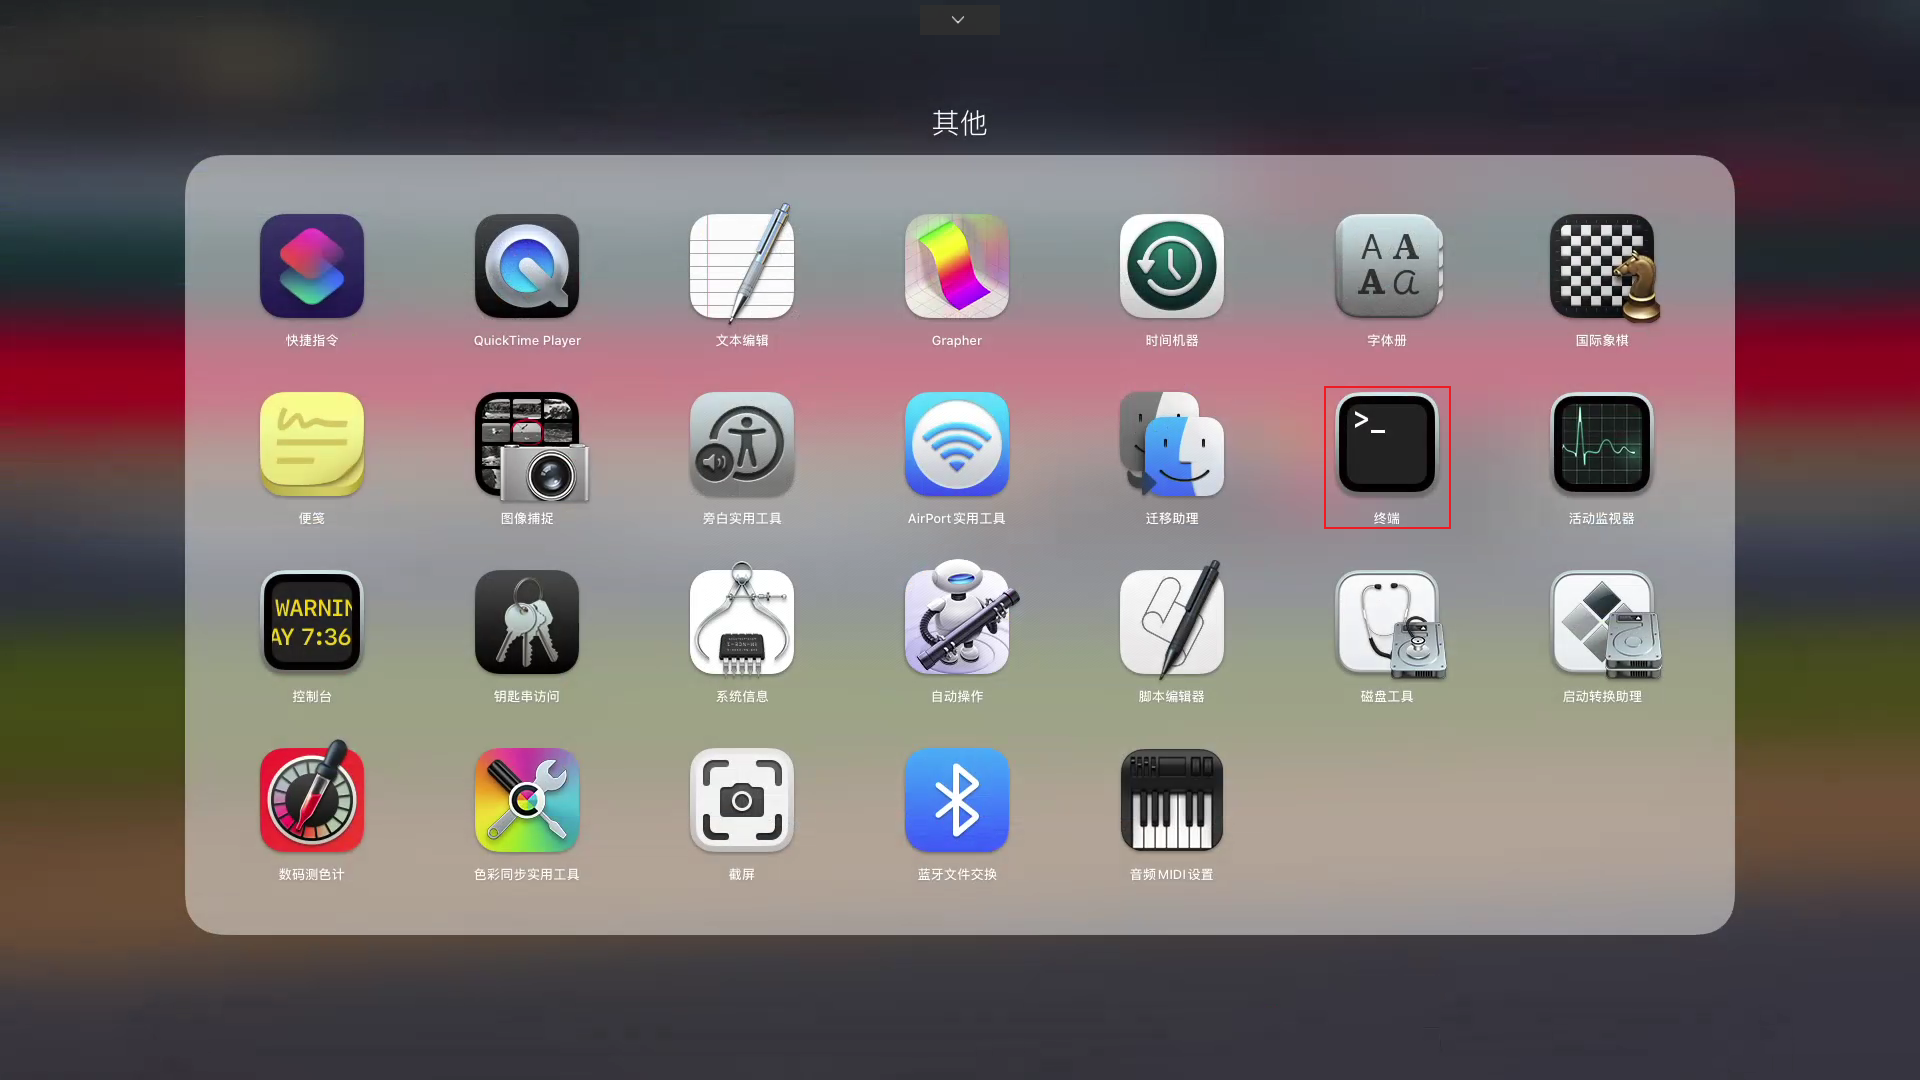 其他
快捷指令
QuickTime Player
文本编辑
Grapher
时间机器
A A
A a
字体册
国际象棋
便笺
图像捕捉
旁白实用工具
AirPort实用工具
迁移助理
>_
终端
活动监视器
WARNIN
AY 7:36
控制台
钥匙串访问
系统信息
自动操作
脚本编辑器
磁盘工具
启动转换助理
数码测色计
色彩同步实用工具
截屏
蓝牙文件交换
音频MIDI设置